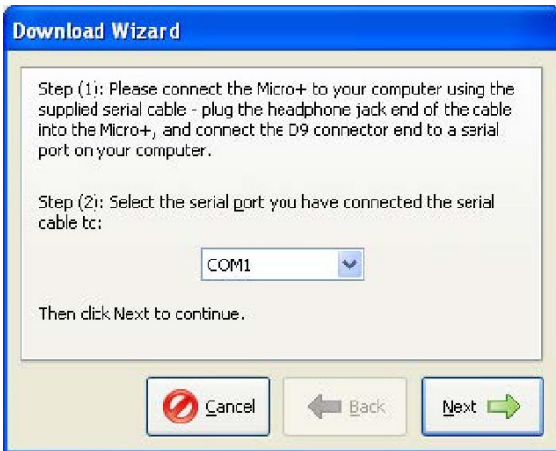 Download Wizard
Step (1): Please connect the Micro+ to your computer using the
supplied serial cable - plug the headphone jack end of the cable
into the Micro+, and connect the D9 connector end to a serial
port on your computer.
Step (2): Select the serial port you have connected the serial
cable to:
COM1
Then click Next to continue.
Cancel Back Next